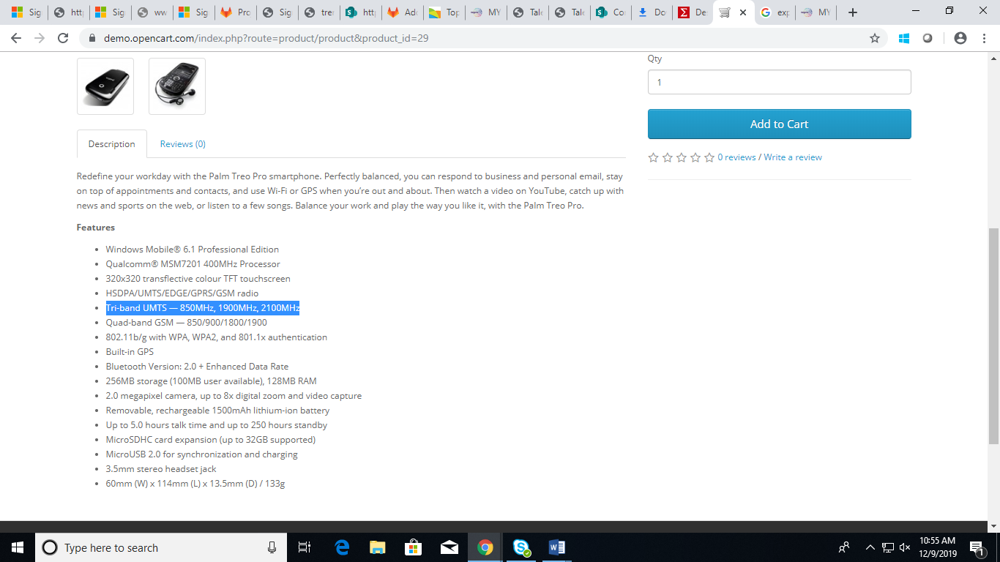 Sig
http
Sig
ww
Sig
Pro
Sig
tre
http
Add
Top
MY
Tale
Tale
Co
Do
De
exp
MY
demo.opencart.com/index.php?route=product/product&product_id=29
Qty
1
Add to Cart
Description
Reviews (0)
0 reviews / Write a review
Redefine your workday with the Palm Treo Pro smartphone. Perfectly balanced, you can respond to business and personal email, stay
on top of appointments and contacts, and use Wi-Fi or GPS when you’re out and about. Then watch a video on YouTube, catch up with
news and sports on the web, or listen to a few songs. Balance your work and play the way you like it, with the Palm Treo Pro.
Features
Windows Mobile® 6.1 Professional Edition
Qualcomm® MSM7201 400MHz Processor
320x320 transflective colour TFT touchscreen
HSDPA/UMTS/EDGE/GPRS/GSM radio
Tri-band UMTS — 850MHz, 1900MHz, 2100MHz
Quad-band GSM — 850/900/1800/1900
802.11b/g with WPA, WPA2, and 801.1x authentication
Built-in GPS
Bluetooth Version: 2.0 + Enhanced Data Rate
256MB storage (100MB user available), 128MB RAM
2.0 megapixel camera, up to 8x digital zoom and video capture
Removable, rechargeable 1500mAh lithium-ion battery
Up to 5.0 hours talk time and up to 250 hours standby
MicroSDHC card expansion (up to 32GB supported)
MicroUSB 2.0 for synchronization and charging
3.5mm stereo headset jack
60mm (W) x 114mm (L) x 13.5mm (D) / 133g
Type here to search
10:55 AM
12/9/2019
1